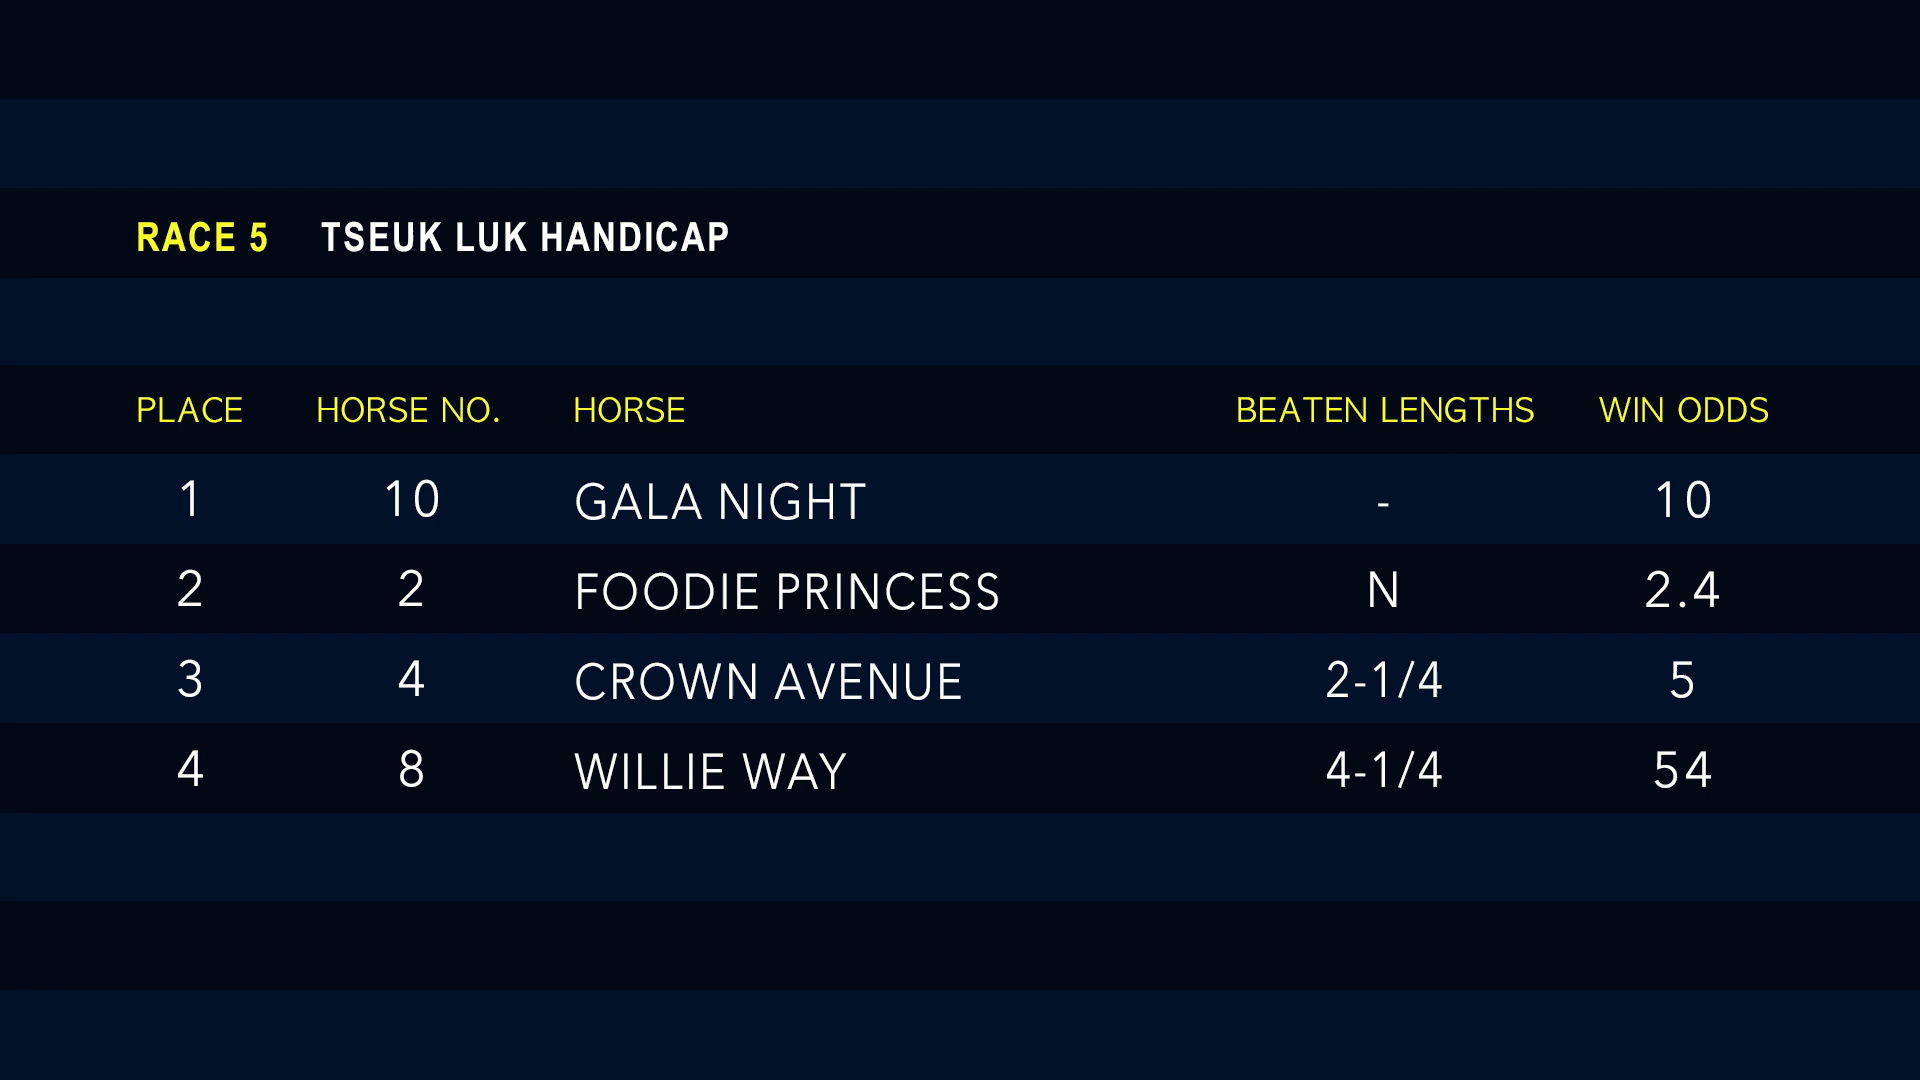 RACE 5 TSEUK LUK HANDICAP
PLACE HORSE NO. HORSE BEATEN LENGTHS WIN ODDS
1 10 GALA NIGHT - 10
2 2 FOODIE PRINCESS N 2.4
3 4 CROWN AVENUE 2-1/4 5
4 8 WILLIE WAY 4-1/4 54